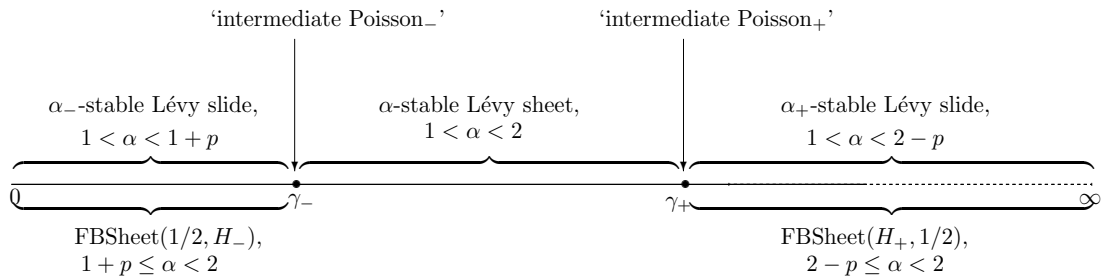 ‘intermediate Poisson₋’ ‘intermediate Poisson₊’
α₋-stable Lévy slide, α-stable Lévy sheet, α₊-stable Lévy slide,
1 < α < 1 + p 1 < α < 2 1 < α < 2 − p
0 γ₋ γ₊ ∞
FBSheet(1/2, H₋), FBSheet(H₊, 1/2),
1 + p ≤ α < 2 2 − p ≤ α < 2